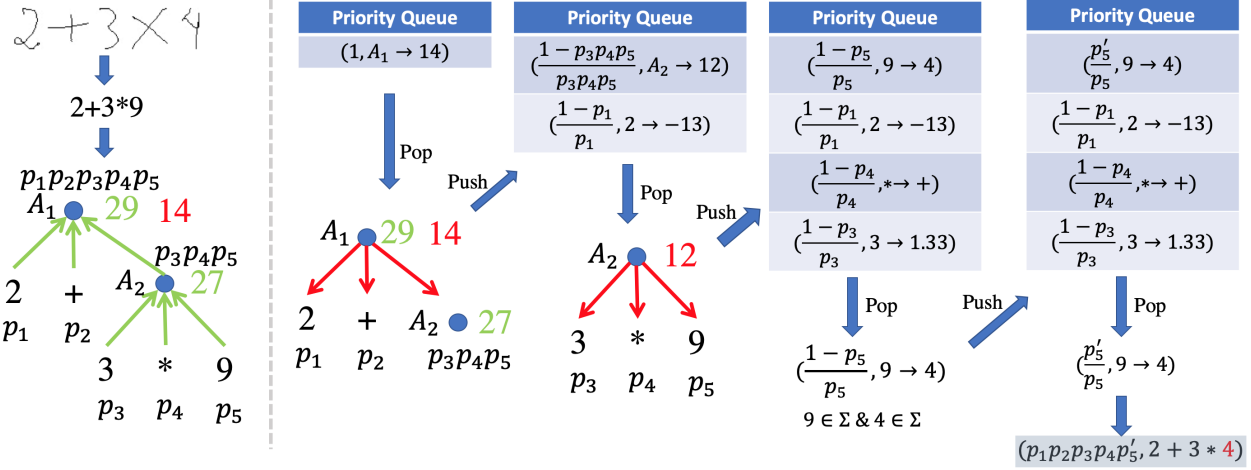 2+3×4
2+3*9
p₁p₂p₃p₄p₅
A₁ 29 14
p₃p₄p₅
A₂ 27
2 +
p₁ p₂
3 * 9
p₃ p₄ p₅
Priority Queue
(1, A₁ → 14)
Pop
Push
A₁ 29 14
2 + A₂ 27
p₁ p₂ p₃p₄p₅
Priority Queue
((1 − p₃p₄p₅)/(p₃p₄p₅), A₂ → 12)
((1 − p₁)/p₁, 2 → −13)
Pop
Push
A₂ 12
3 * 9
p₃ p₄ p₅
Priority Queue
((1 − p₅)/p₅, 9 → 4)
((1 − p₁)/p₁, 2 → −13)
((1 − p₄)/p₄, *→ +)
((1 − p₃)/p₃, 3 → 1.33)
Pop
Push
((1 − p₅)/p₅, 9 → 4)
9 ∈ Σ & 4 ∈ Σ
Priority Queue
(p₅′/p₅, 9 → 4)
((1 − p₁)/p₁, 2 → −13)
((1 − p₄)/p₄, *→ +)
((1 − p₃)/p₃, 3 → 1.33)
Pop
(p₅′/p₅, 9 → 4)
(p₁p₂p₃p₄p₅′, 2 + 3 * 4)